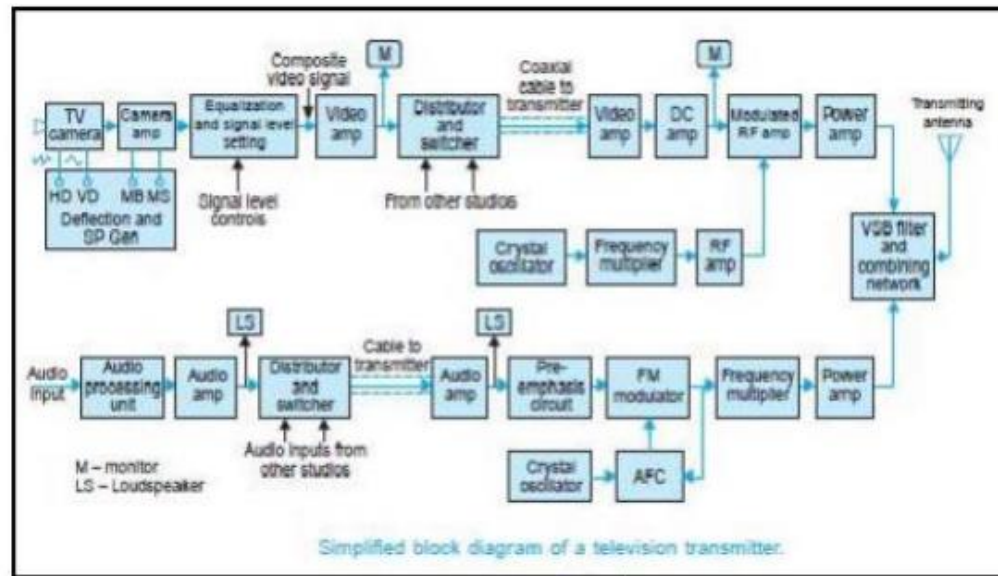 M
M
Composite
video signal
Coaxial
cable to
transmitter
Transmitting
antenna
TV
camera
Camera
amp
Equalization
and signal level
setting
Video
amp
Distributor
and
switcher
Video
amp
DC
amp
Modulated
RF amp
Power
amp
HD VD MB MS
Deflection and
SP Gen
Signal level
controls
From other studios
Crystal
oscillator
Frequency
multiplier
RF
amp
VSB filter
and
combining
network
LS
LS
Cable to
transmitter
Audio
input
Audio
processing
unit
Audio
amp
Distributor
and
switcher
Audio
amp
Pre-
emphasis
circuit
FM
modulator
Frequency
multiplier
Power
amp
Audio inputs from
other studios
Crystal
oscillator
AFC
M – monitor
LS – Loudspeaker
Simplified block diagram of a television transmitter.